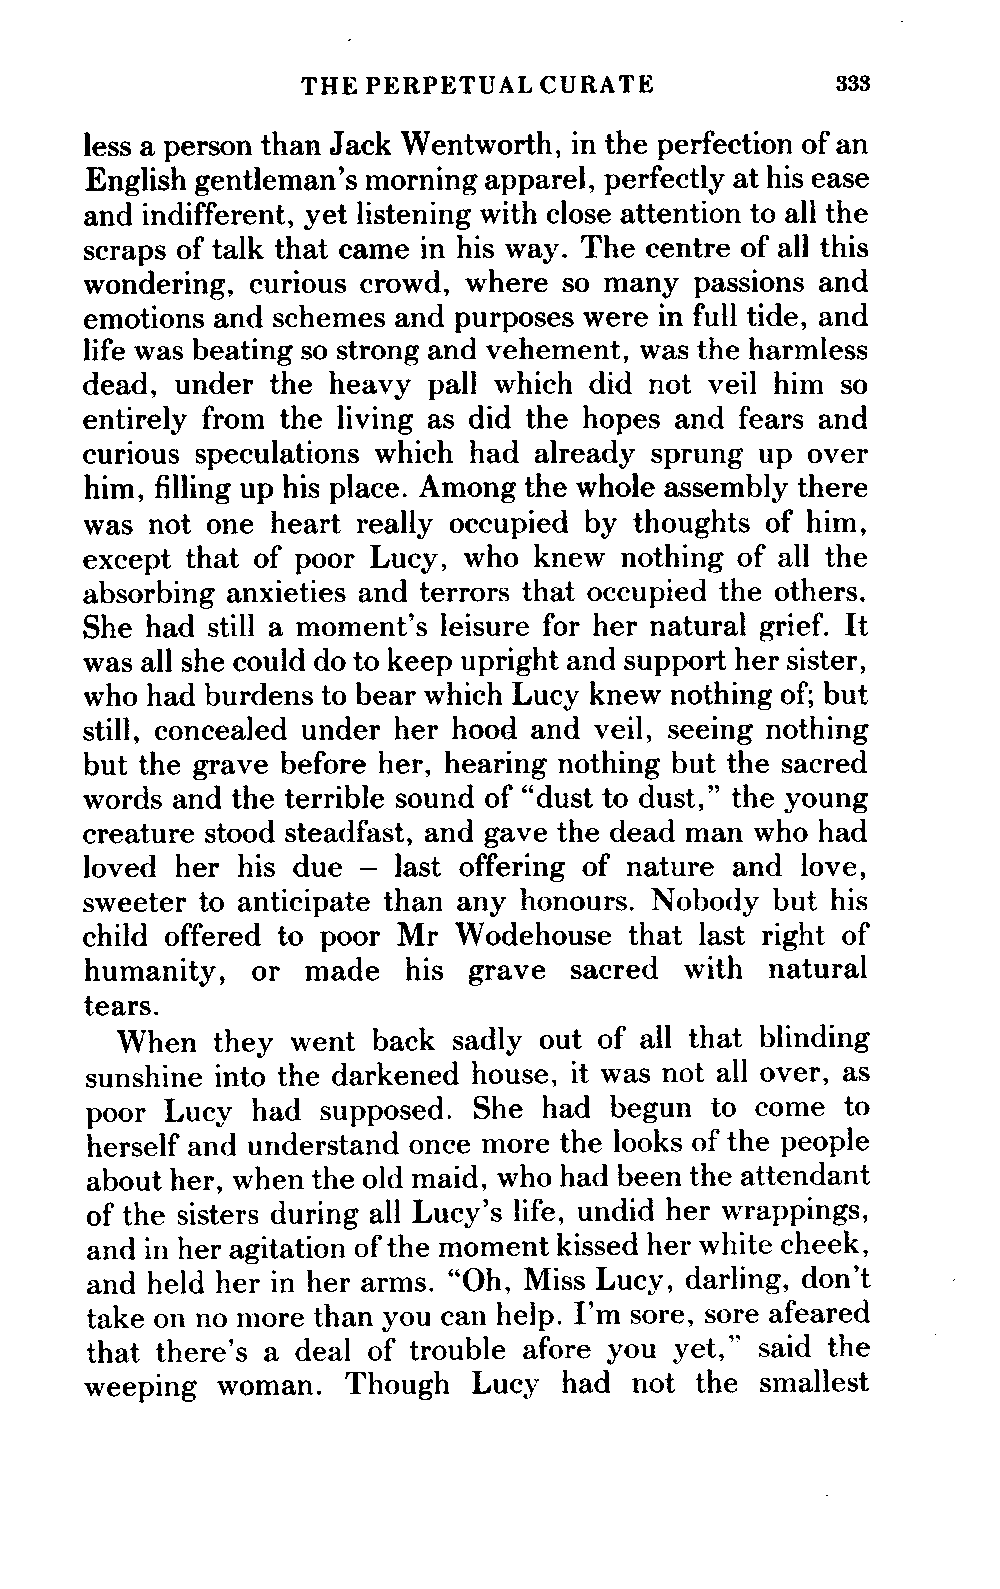 THE PERPETUAL CURATE 333
less a person than Jack Wentworth, in the perfection of an
English gentleman's morning apparel, perfectly at his ease
and indifferent, yet listening with close attention to all the
scraps of talk that came in his way. The centre of all this
wondering, curious crowd, where so many passions and
emotions and schemes and purposes were in full tide, and
life was beating so strong and vehement, was the harmless
dead, under the heavy pall which did not veil him so
entirely from the living as did the hopes and fears and
curious speculations which had already sprung up over
him, filling up his place. Among the whole assembly there
was not one heart really occupied by thoughts of him,
except that of poor Lucy, who knew nothing of all the
absorbing anxieties and terrors that occupied the others.
She had still a moment's leisure for her natural grief. It
was all she could do to keep upright and support her sister,
who had burdens to bear which Lucy knew nothing of; but
still, concealed under her hood and veil, seeing nothing
but the grave before her, hearing nothing but the sacred
words and the terrible sound of “dust to dust,” the young
creature stood steadfast, and gave the dead man who had
loved her his due – last offering of nature and love,
sweeter to anticipate than any honours. Nobody but his
child offered to poor Mr Wodehouse that last right of
humanity, or made his grave sacred with natural
tears.
When they went back sadly out of all that blinding
sunshine into the darkened house, it was not all over, as
poor Lucy had supposed. She had begun to come to
herself and understand once more the looks of the people
about her, when the old maid, who had been the attendant
of the sisters during all Lucy's life, undid her wrappings,
and in her agitation of the moment kissed her white cheek,
and held her in her arms. “Oh, Miss Lucy, darling, don't
take on no more than you can help. I'm sore, sore afeared
that there's a deal of trouble afore you yet,” said the
weeping woman. Though Lucy had not the smallest